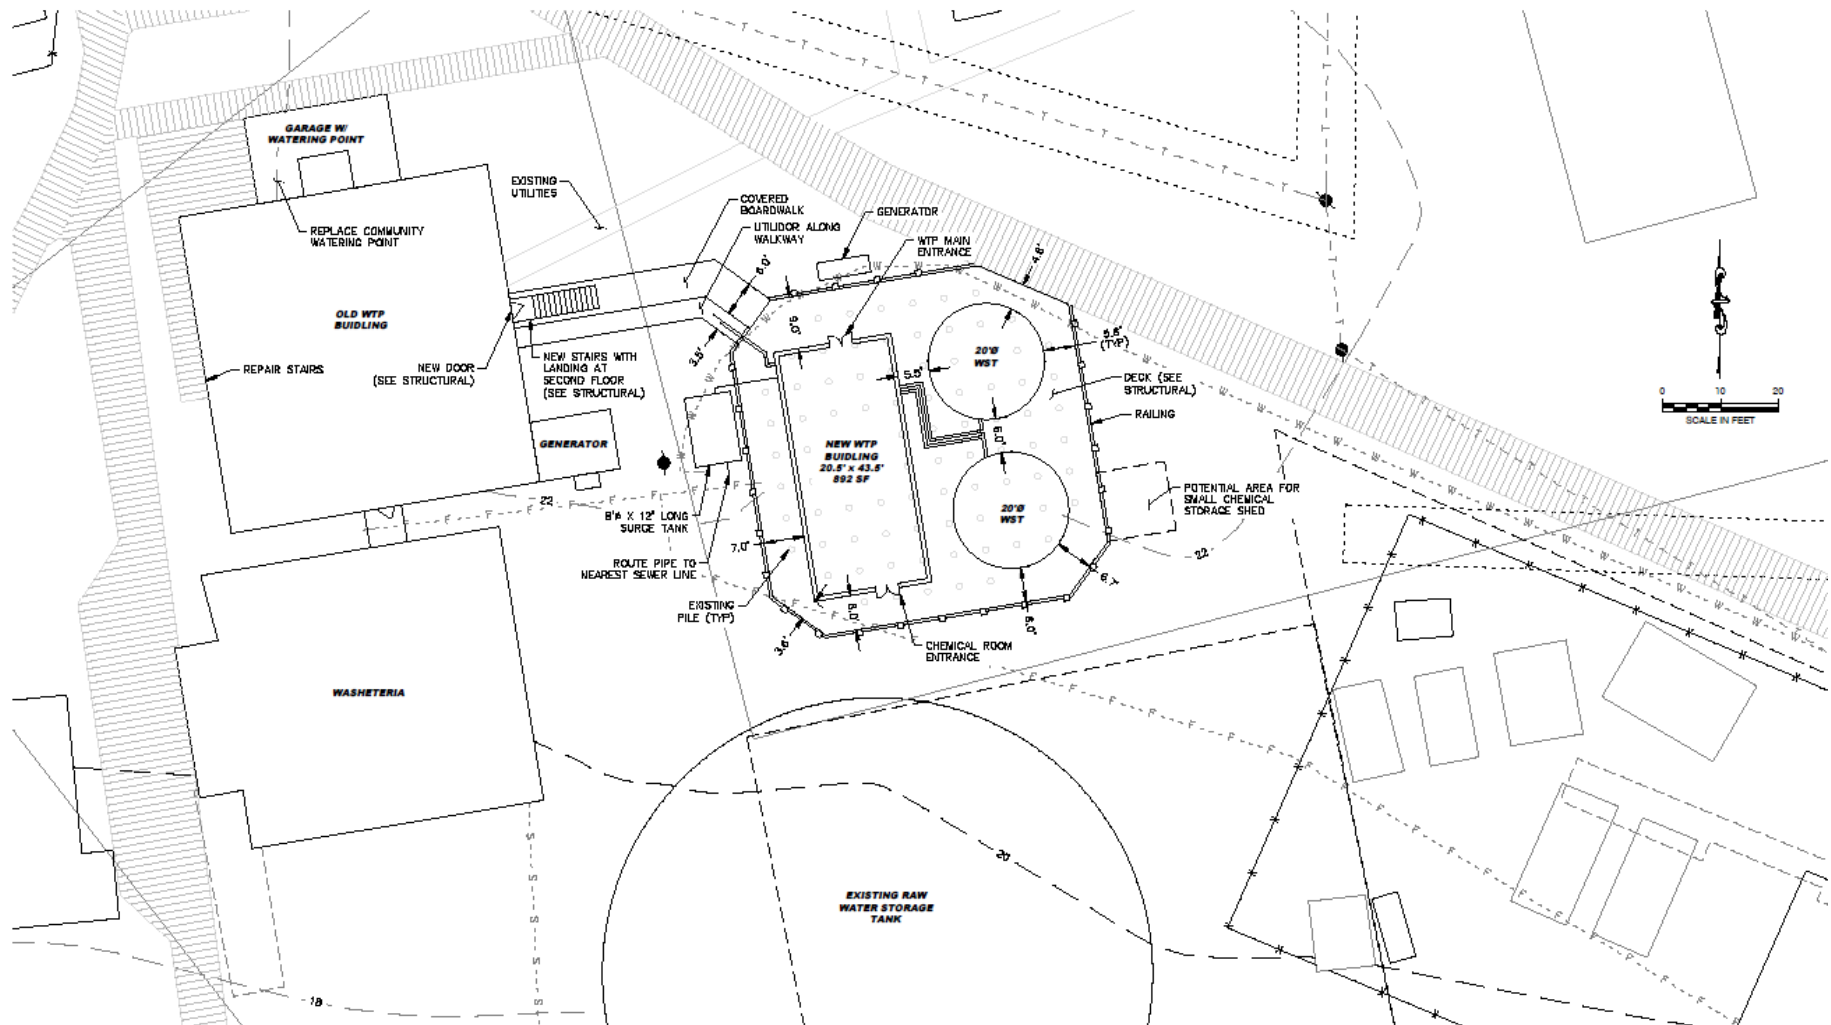 GARAGE W/
WATERING POINT
EXISTING
UTILITIES
COVERED
BOARDWALK
GENERATOR
UTILIDOR ALONG
WALKWAY
WTP MAIN
ENTRANCE
REPLACE COMMUNITY
WATERING POINT
4.8'
6.0'
OLD WTP
BUIDLING
5.0'
3.5'
20'Ø
WST
5.8'
(TYP)
0 10 20
SCALE IN FEET
REPAIR STAIRS
NEW DOOR
(SEE STRUCTURAL)
NEW STAIRS WITH
LANDING AT
SECOND FLOOR
(SEE STRUCTURAL)
5.5'
DECK (SEE
STRUCTURAL)
RAILING
GENERATOR
6.0'
NEW WTP
BUIDLING
20.5' x 43.5'
892 SF
22
8'ø X 12' LONG
SURGE TANK
20'Ø
WST
POTENTIAL AREA FOR
SMALL CHEMICAL
STORAGE SHED
7.0'
22
ROUTE PIPE TO
NEAREST SEWER LINE
EXISTING
PILE (TYP)
5.0'
3.6'
CHEMICAL ROOM
ENTRANCE
WASHETERIA
20
EXISTING RAW
WATER STORAGE
TANK
18